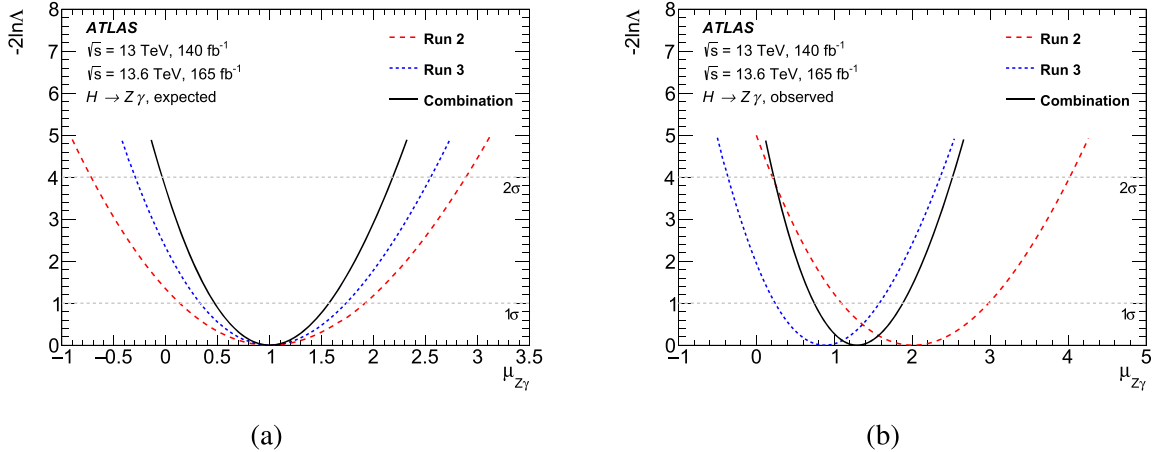 ATLAS
√s = 13 TeV, 140 fb⁻¹
√s = 13.6 TeV, 165 fb⁻¹
H → Z γ, expected
Run 2
Run 3
Combination
-2lnΛ
8
7
6
5
4
3
2
1
0
2σ
1σ
−1 −0.5 0 0.5 1 1.5 2 2.5 3 3.5
μ_Zγ
(a)
ATLAS
√s = 13 TeV, 140 fb⁻¹
√s = 13.6 TeV, 165 fb⁻¹
H → Z γ, observed
Run 2
Run 3
Combination
-2lnΛ
8
7
6
5
4
3
2
1
0
2σ
1σ
−1 0 1 2 3 4 5
μ_Zγ
(b)